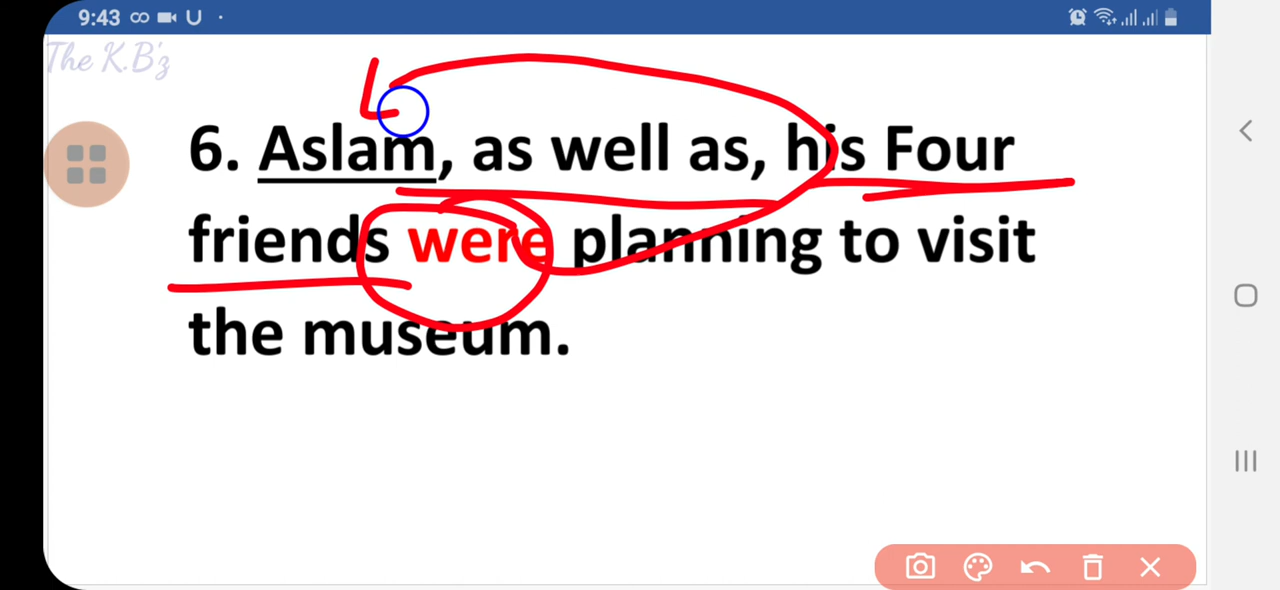 9:43
The K.B'z
6. Aslam, as well as, his Four
friends were planning to visit
the museum.